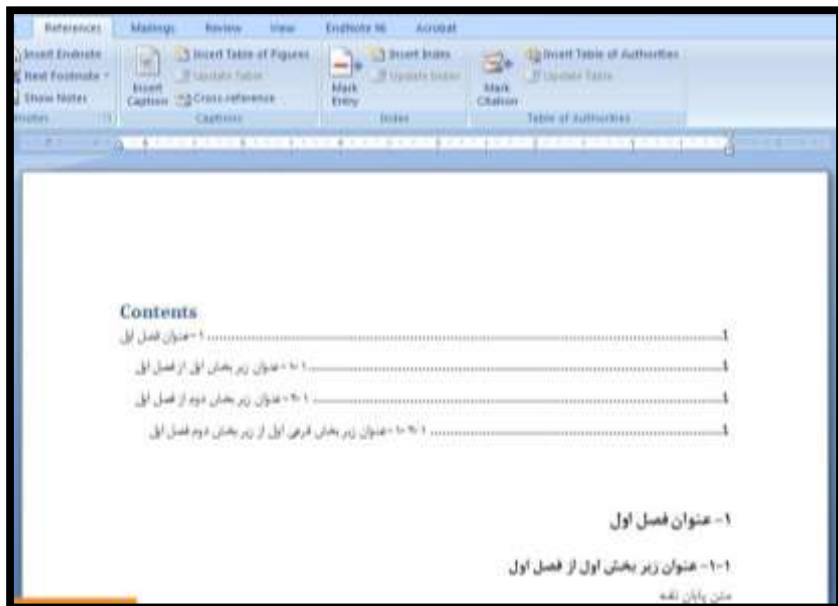 References Mailings Review View EndNote X6 Acrobat
Insert Endnote
Next Footnote
Show Notes
Insert Caption
Insert Table of Figures
Update Table
Cross-reference
Captions
Mark Entry
Insert Index
Update Index
Index
Mark Citation
Insert Table of Authorities
Update Table
Table of Authorities
Contents
۱-عنوان فصل اول ..... 1
۱-۱-عنوان زیر بخش اول از فصل اول ..... 1
۱-۲-عنوان زیر بخش دوم از فصل اول ..... 1
۱-۲-۱-عنوان زیر بخش فرعی اول از زیر بخش دوم فصل اول ..... 1
۱- عنوان فصل اول
۱-۱- عنوان زیر بخش اول از فصل اول
متن پایان نامه